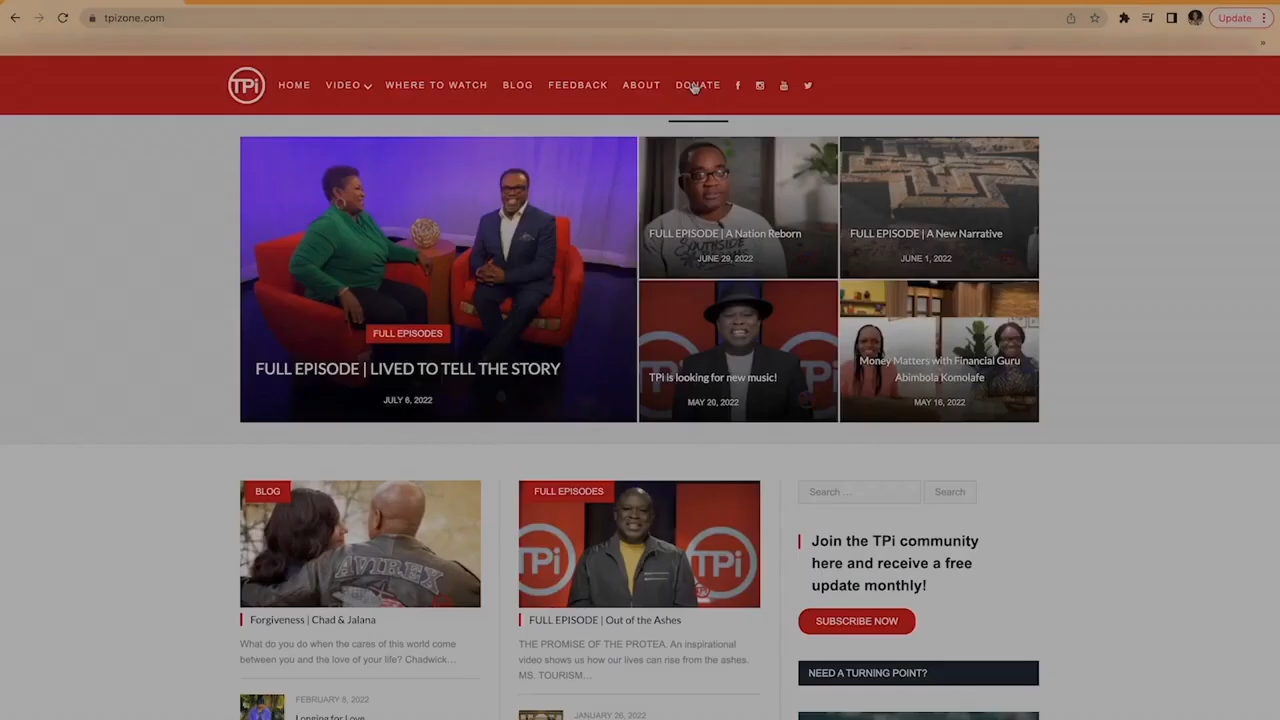 tpizone.com
Update
TPi
HOME
VIDEO
WHERE TO WATCH
BLOG
FEEDBACK
ABOUT
DONATE
FULL EPISODES
FULL EPISODE | LIVED TO TELL THE STORY
JULY 6, 2022
SOUTHSIDE
FULL EPISODE | A Nation Reborn
JUNE 29, 2022
FULL EPISODE | A New Narrative
JUNE 1, 2022
TPi is looking for new music!
MAY 20, 2022
Money Matters with Financial Guru
Abimbola Komolafe
MAY 16, 2022
BLOG
AVIREX
Forgiveness | Chad & Jalana
What do you do when the cares of this world come
between you and the love of your life? Chadwick...
FEBRUARY 8, 2022
Longing for Love
FULL EPISODES
TPi
TPi
FULL EPISODE | Out of the Ashes
THE PROMISE OF THE PROTEA. An inspirational
video shows us how our lives can rise from the ashes.
MS. TOURISM...
JANUARY 26, 2022
Search ...
Search
Join the TPi community
here and receive a free
update monthly!
SUBSCRIBE NOW
NEED A TURNING POINT?